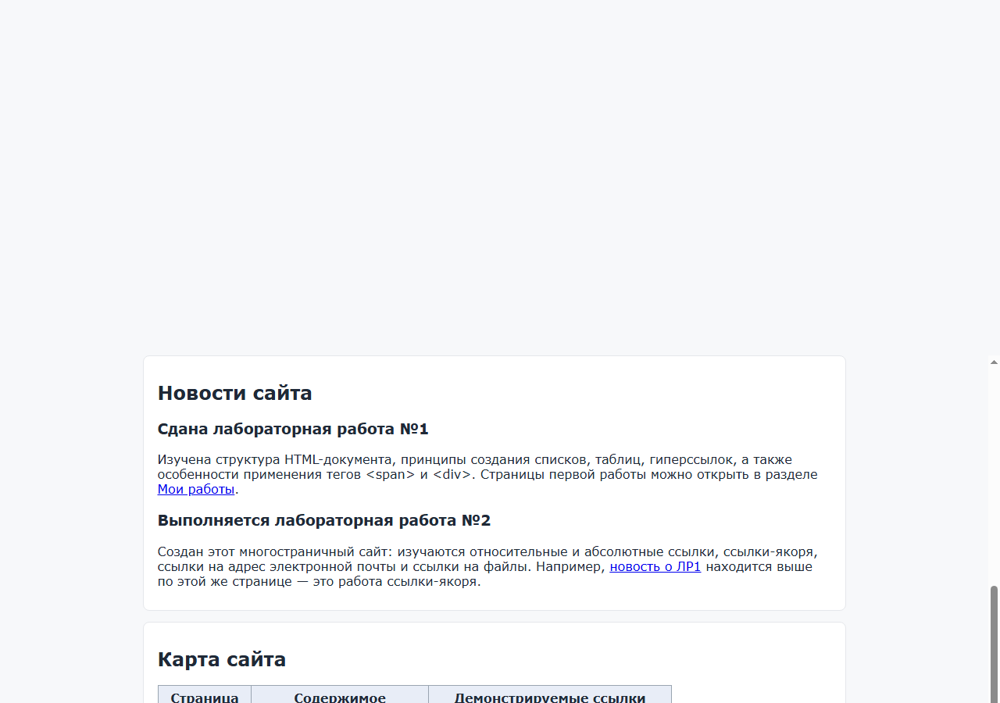 Новости сайта
Сдана лабораторная работа №1
Изучена структура HTML-документа, принципы создания списков, таблиц, гиперссылок, а также
особенности применения тегов <span> и <div>. Страницы первой работы можно открыть в разделе
Мои работы.
Выполняется лабораторная работа №2
Создан этот многостраничный сайт: изучаются относительные и абсолютные ссылки, ссылки-якоря,
ссылки на адрес электронной почты и ссылки на файлы. Например, новость о ЛР1 находится выше
по этой же странице — это работа ссылки-якоря.
Карта сайта
Страница Содержимое Демонстрируемые ссылки